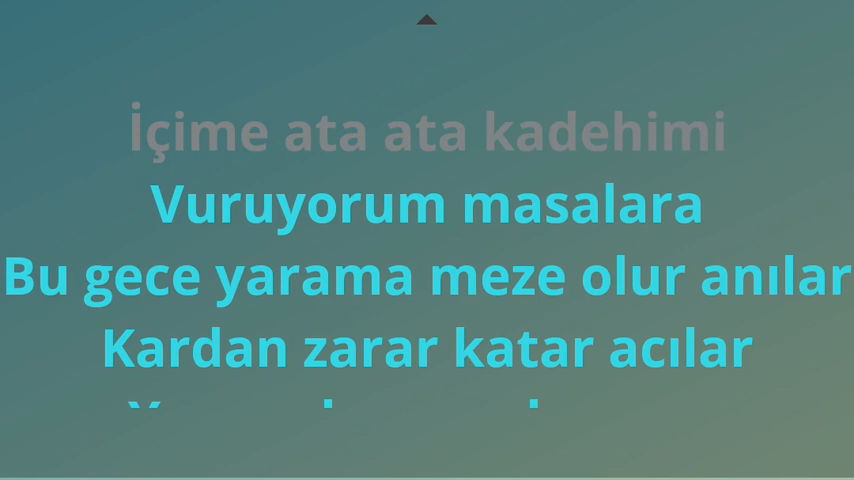 İçime ata ata kadehimi
Vuruyorum masalara
Bu gece yarama meze olur anılar
Kardan zarar katar acılar